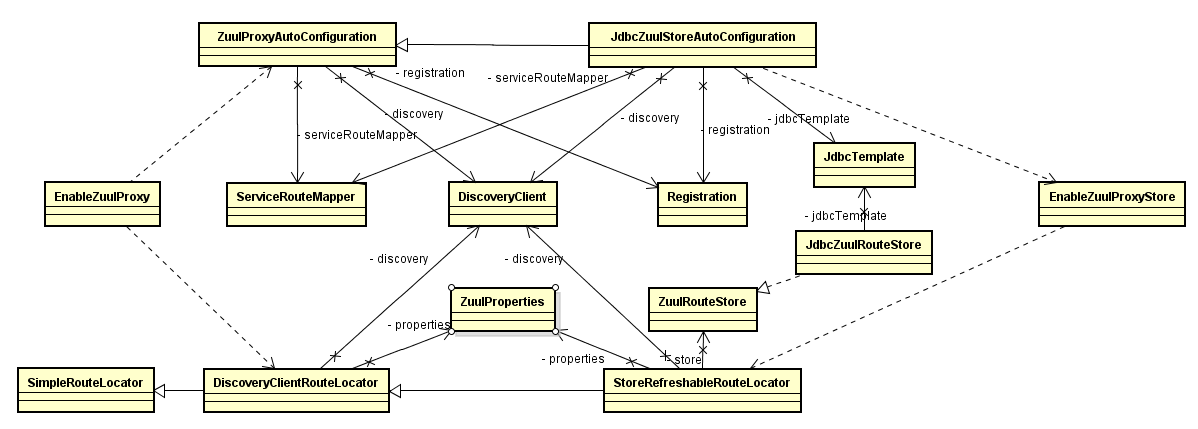 ZuulProxyAutoConfiguration
JdbcZuulStoreAutoConfiguration
- registration
- serviceRouteMapper
- discovery
- discovery
- jdbcTemplate
- serviceRouteMapper
- registration
JdbcTemplate
EnableZuulProxy
ServiceRouteMapper
DiscoveryClient
Registration
EnableZuulProxyStore
- jdbcTemplate
JdbcZuulRouteStore
- discovery
- discovery
ZuulProperties
ZuulRouteStore
- properties
- properties
- store
SimpleRouteLocator
DiscoveryClientRouteLocator
StoreRefreshableRouteLocator